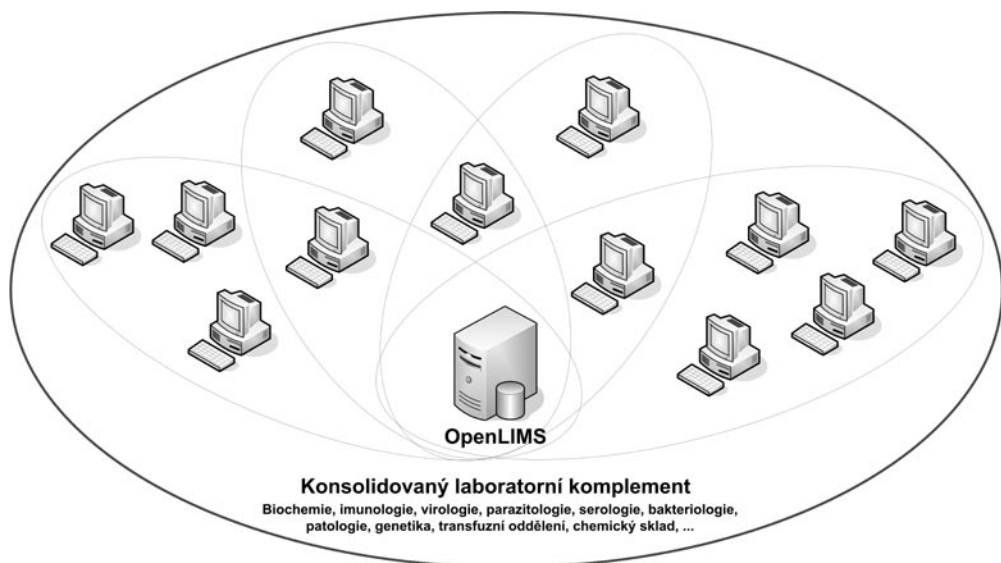 OpenLIMS
Konsolidovaný laboratorní komplement
Biochemie, imunologie, virologie, parazitologie, serologie, bakteriologie,
patologie, genetika, transfuzní oddělení, chemický sklad, ...